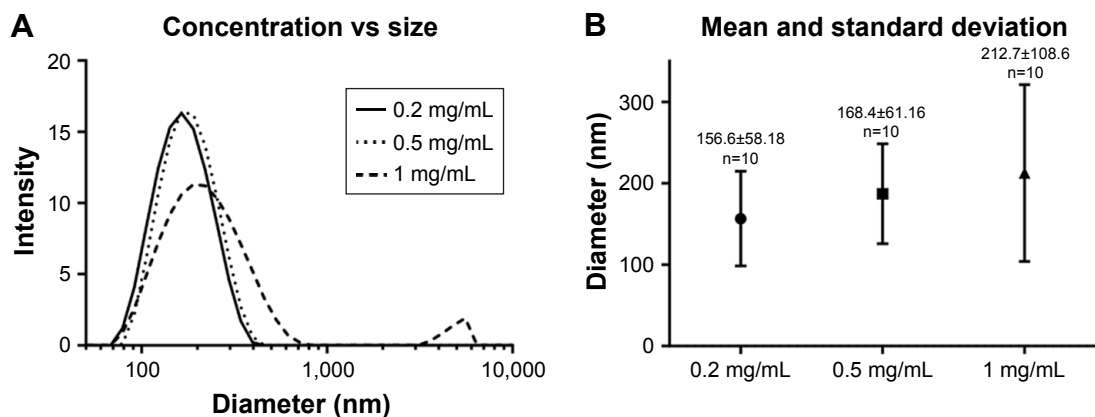 A
Concentration vs size
Intensity
20
15
10
5
0
0.2 mg/mL
0.5 mg/mL
1 mg/mL
100
1,000
10,000
Diameter (nm)
B
Mean and standard deviation
Diameter (nm)
300
200
100
0
156.6±58.18
n=10
168.4±61.16
n=10
212.7±108.6
n=10
0.2 mg/mL
0.5 mg/mL
1 mg/mL